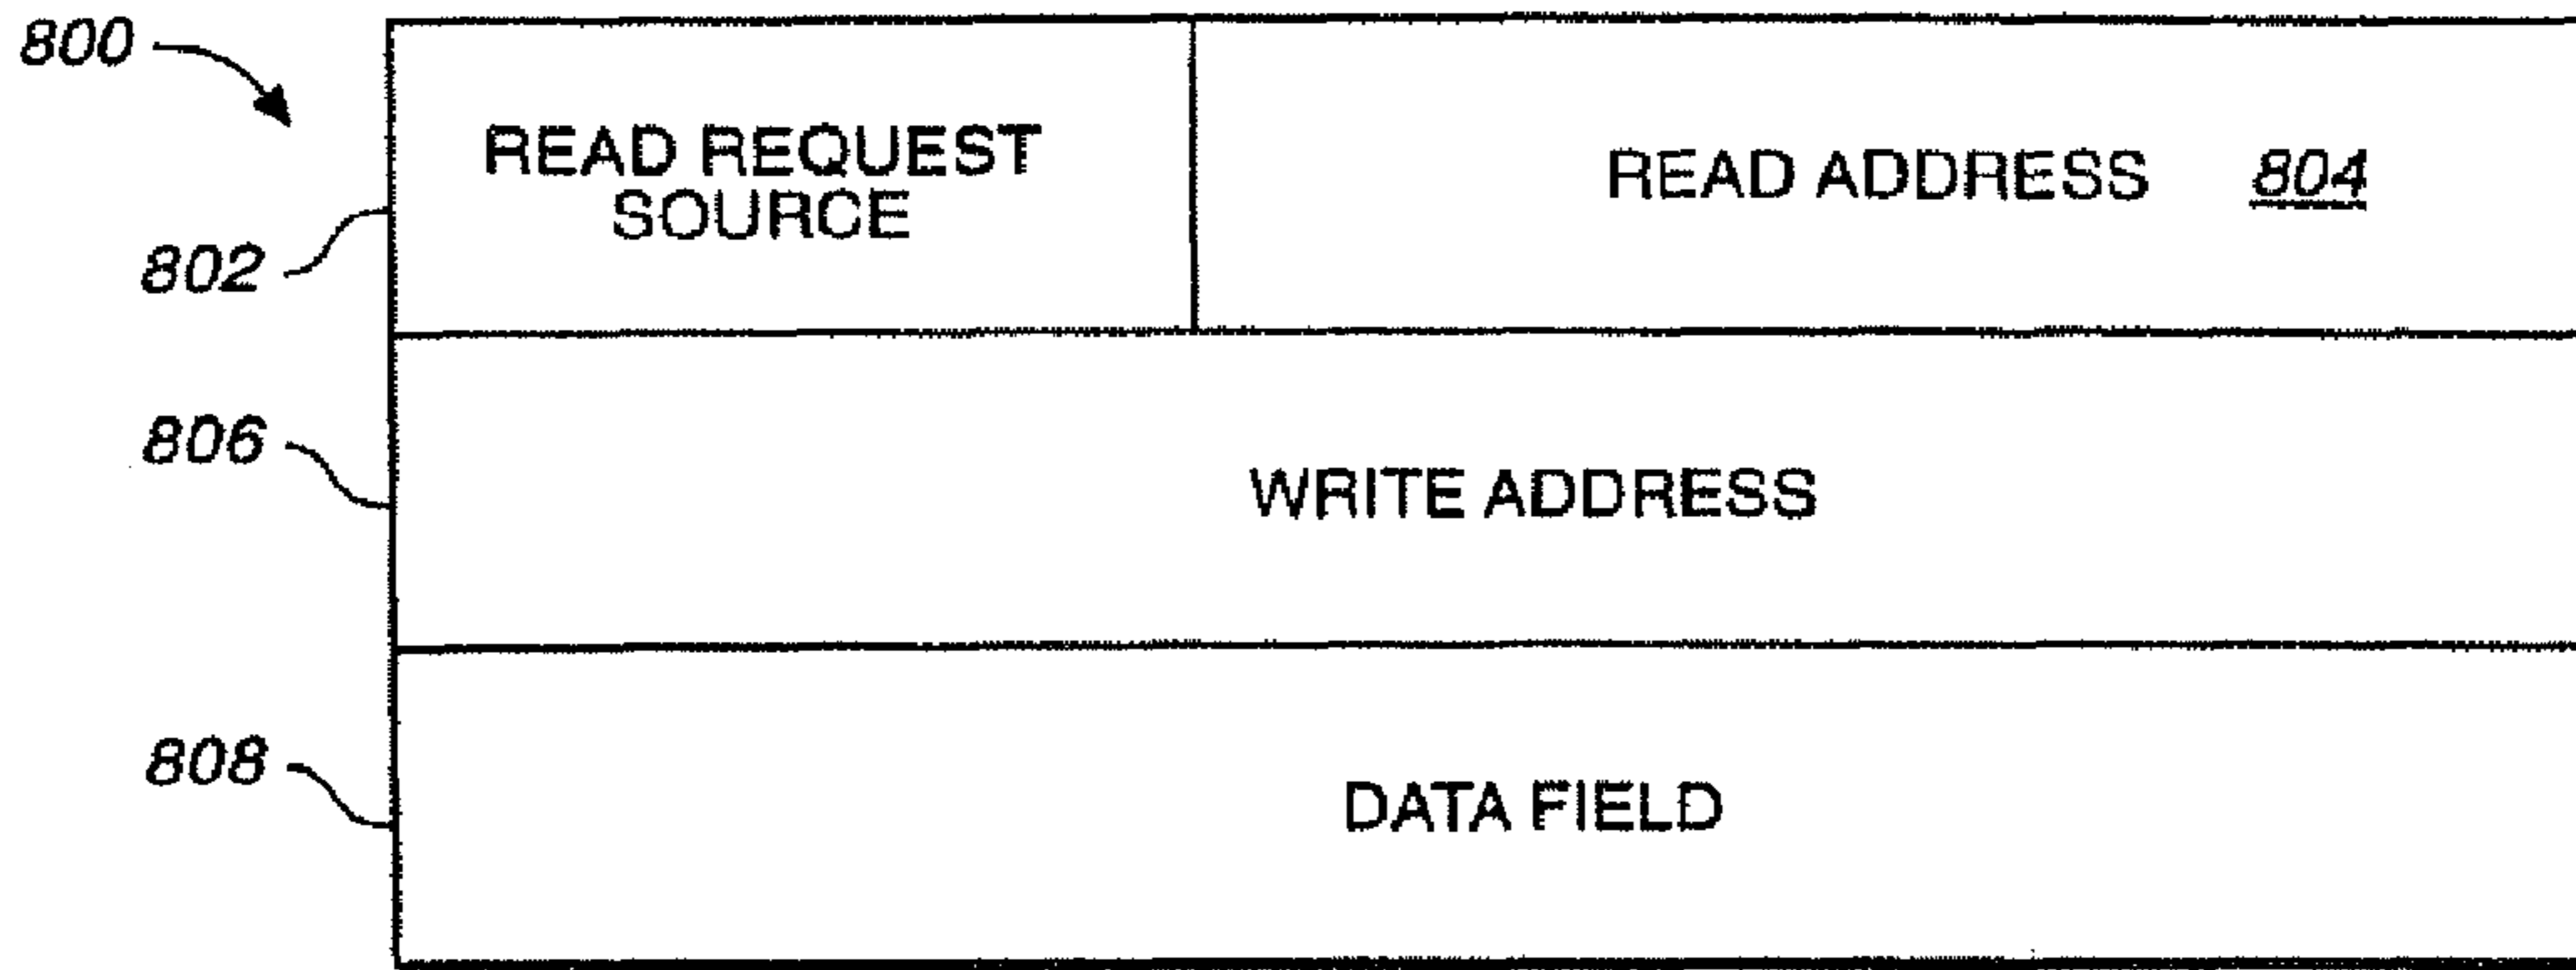 800
READ REQUEST
SOURCE
READ ADDRESS 804
802
806
WRITE ADDRESS
808
DATA FIELD